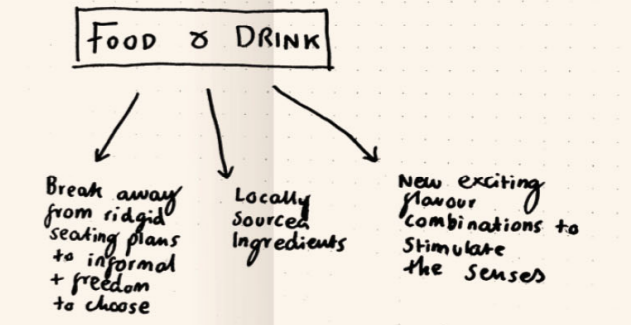 FOOD & DRINK
Break away
from ridgid
seating plans
to informal
+ freedom
to choose
Locally
Sourced
Ingredients
New exciting
flavour
combinations to
stimulate
the senses